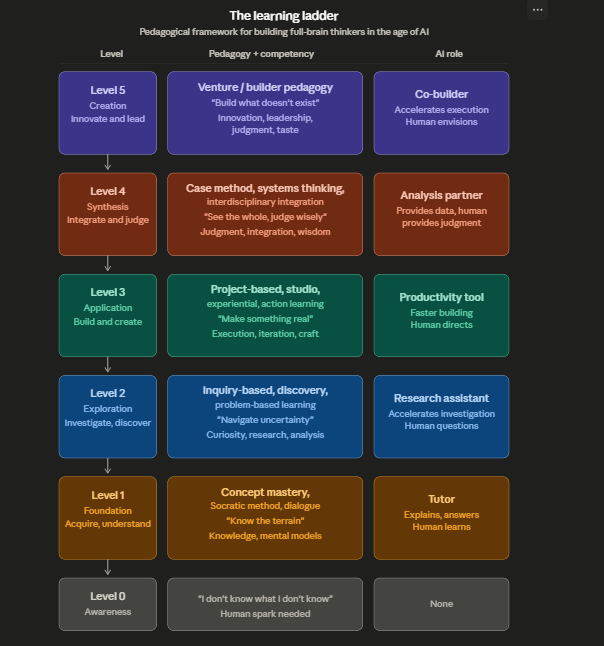 The learning ladder
Pedagogical framework for building full-brain thinkers in the age of AI
Level
Pedagogy + competency
AI role
Level 5
Creation
Innovate and lead
Venture / builder pedagogy
"Build what doesn't exist"
Innovation, leadership,
judgment, taste
Co-builder
Accelerates execution
Human envisions
Level 4
Synthesis
Integrate and judge
Case method, systems thinking,
interdisciplinary integration
"See the whole, judge wisely"
Judgment, integration, wisdom
Analysis partner
Provides data, human
provides judgment
Level 3
Application
Build and create
Project-based, studio,
experiential, action learning
"Make something real"
Execution, iteration, craft
Productivity tool
Faster building
Human directs
Level 2
Exploration
Investigate, discover
Inquiry-based, discovery,
problem-based learning
"Navigate uncertainty"
Curiosity, research, analysis
Research assistant
Accelerates investigation
Human questions
Level 1
Foundation
Acquire, understand
Concept mastery,
Socratic method, dialogue
"Know the terrain"
Knowledge, mental models
Tutor
Explains, answers
Human learns
Level 0
Awareness
"I don't know what I don't know"
Human spark needed
None